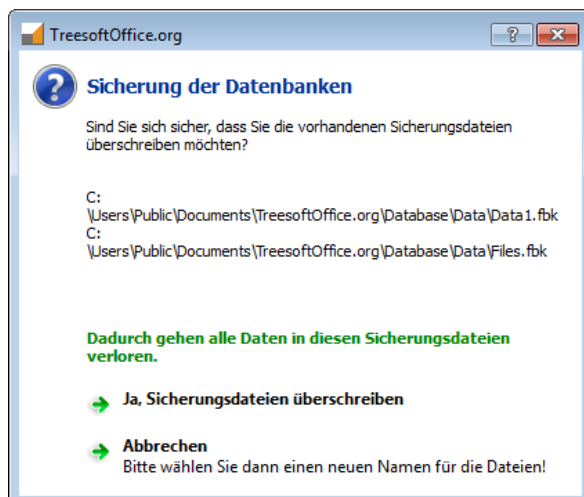 TreesoftOffice.org
Sicherung der Datenbanken
Sind Sie sich sicher, dass Sie die vorhandenen Sicherungsdateien
überschreiben möchten?
C:
\Users\Public\Documents\TreesoftOffice.org\Database\Data\Data1.fbk
C:
\Users\Public\Documents\TreesoftOffice.org\Database\Data\Files.fbk
Dadurch gehen alle Daten in diesen Sicherungsdateien
verloren.
Ja, Sicherungsdateien überschreiben
Abbrechen
Bitte wählen Sie dann einen neuen Namen für die Dateien!